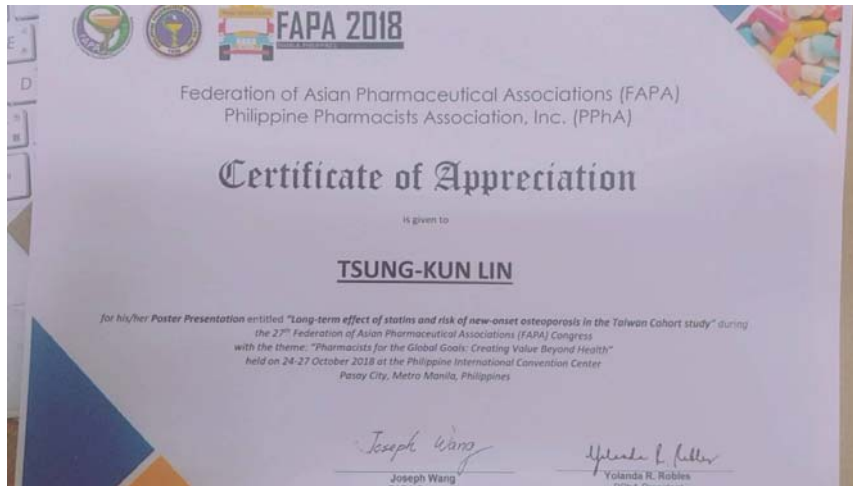 FAPA 2018
Federation of Asian Pharmaceutical Associations (FAPA)
Philippine Pharmacists Association, Inc. (PPhA)
Certificate of Appreciation
is given to
TSUNG-KUN LIN
for his/her Poster Presentation entitled "Long-term effect of statins and risk of new-onset osteoporosis in the Taiwan Cohort study" during
the 27th Federation of Asian Pharmaceutical Associations (FAPA) Congress
with the theme: "Pharmacists for the Global Goals: Creating Value Beyond Health"
held on 24-27 October 2018 at the Philippine International Convention Center
Pasay City, Metro Manila, Philippines
Joseph Wang
Joseph Wang
Yolanda R. Robles
Yolanda R. Robles